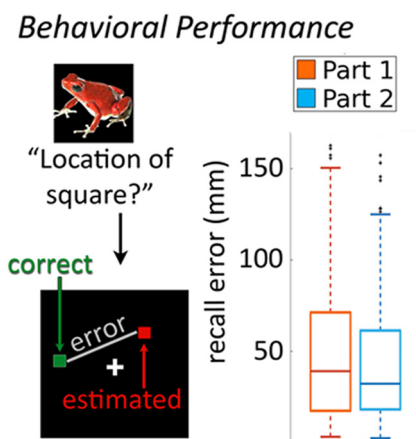 Behavioral Performance
Part 1
Part 2
“Location of
square?”
correct
error
+
estimated
recall error (mm)
150
100
50